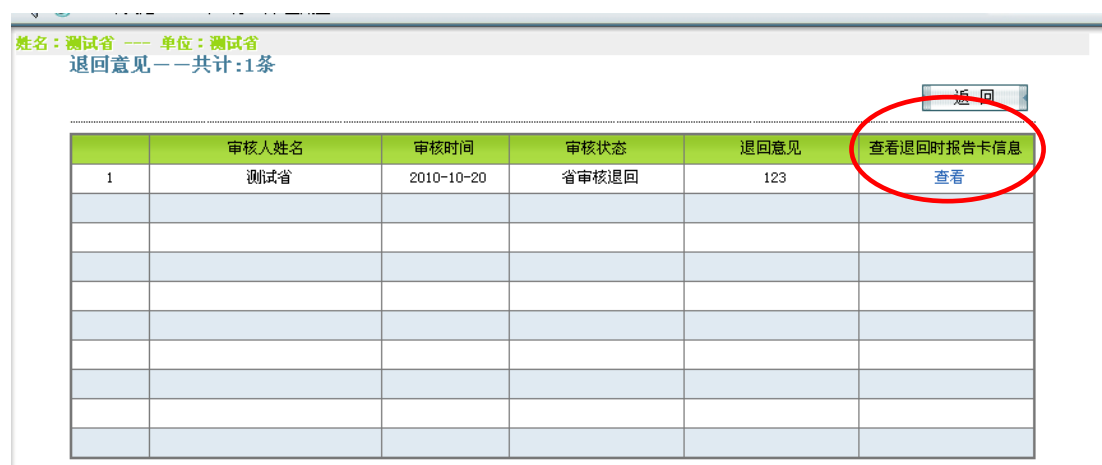 姓名：测试省 --- 单位：测试省
退回意见－－共计:1条
返 回
审核人姓名 审核时间 审核状态 退回意见 查看退回时报告卡信息
1 测试省 2010-10-20 省审核退回 123 查看